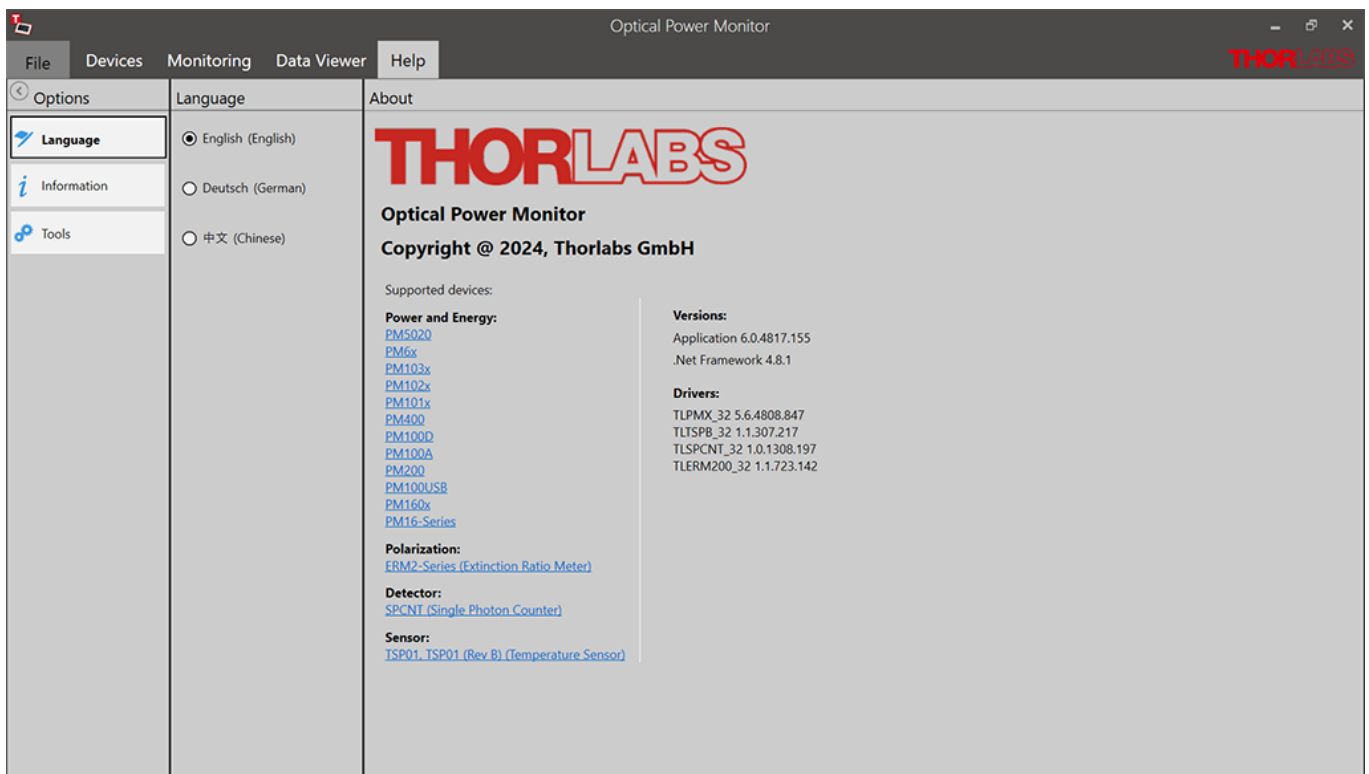 Optical Power Monitor
File Devices Monitoring Data Viewer Help
THORLABS
Options
Language
Information
Tools
Language
English (English)
Deutsch (German)
中文 (Chinese)
About
THORLABS
Optical Power Monitor
Copyright @ 2024, Thorlabs GmbH
Supported devices:
Power and Energy:
PM5020
PM6x
PM103x
PM102x
PM101x
PM400
PM100D
PM100A
PM200
PM100USB
PM160x
PM16-Series
Polarization:
ERM2-Series (Extinction Ratio Meter)
Detector:
SPCNT (Single Photon Counter)
Sensor:
TSP01, TSP01 (Rev B) (Temperature Sensor)
Versions:
Application 6.0.4817.155
.Net Framework 4.8.1
Drivers:
TLPMX_32 5.6.4808.847
TLTSPB_32 1.1.307.217
TLSPCNT_32 1.0.1308.197
TLERM200_32 1.1.723.142